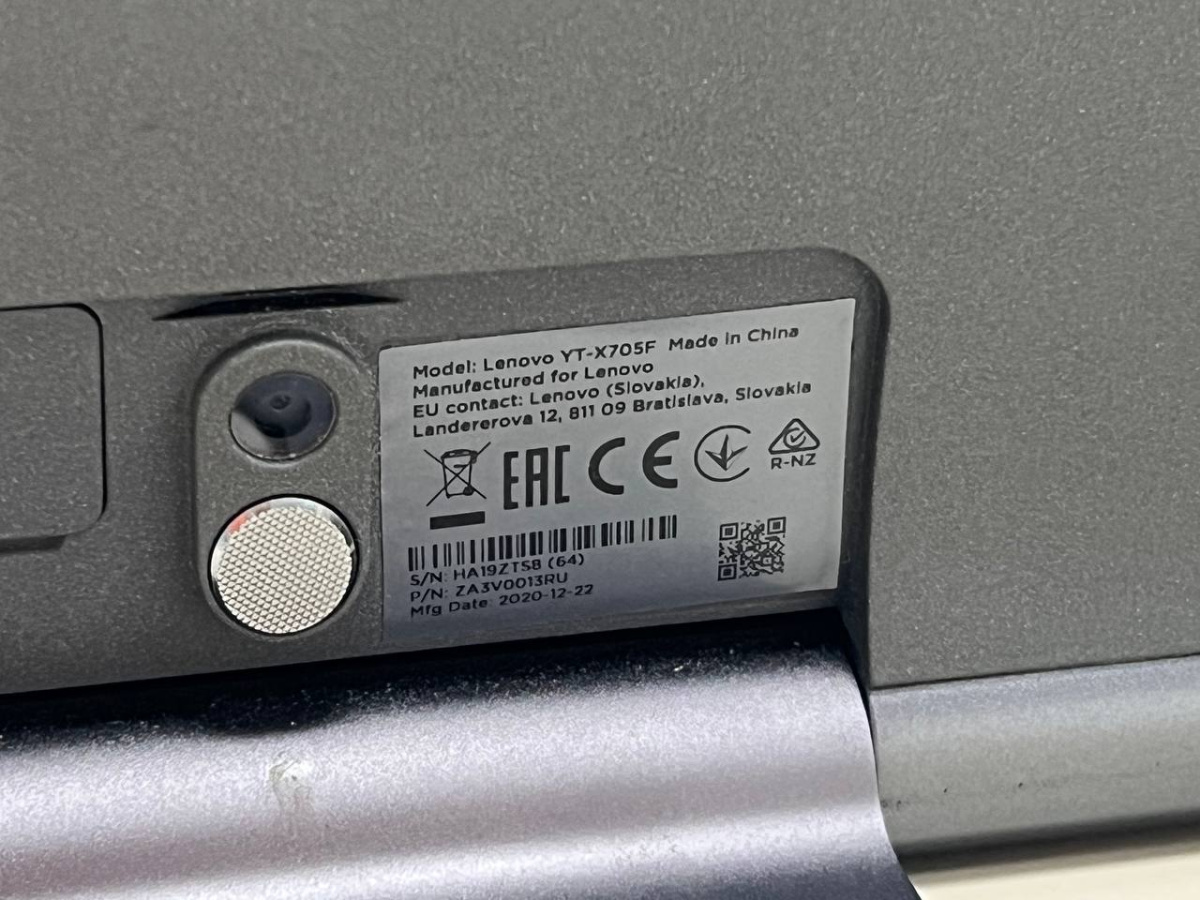 Model: Lenovo YT-X705F Made in China
Manufactured for Lenovo
EU contact: Lenovo (Slovakia),
Landererova 12, 811 09 Bratislava, Slovakia
EAC CE
R-NZ
S/N: HA19ZTS8 (64)
P/N: ZA3V0013RU
Mfg Date: 2020-12-22